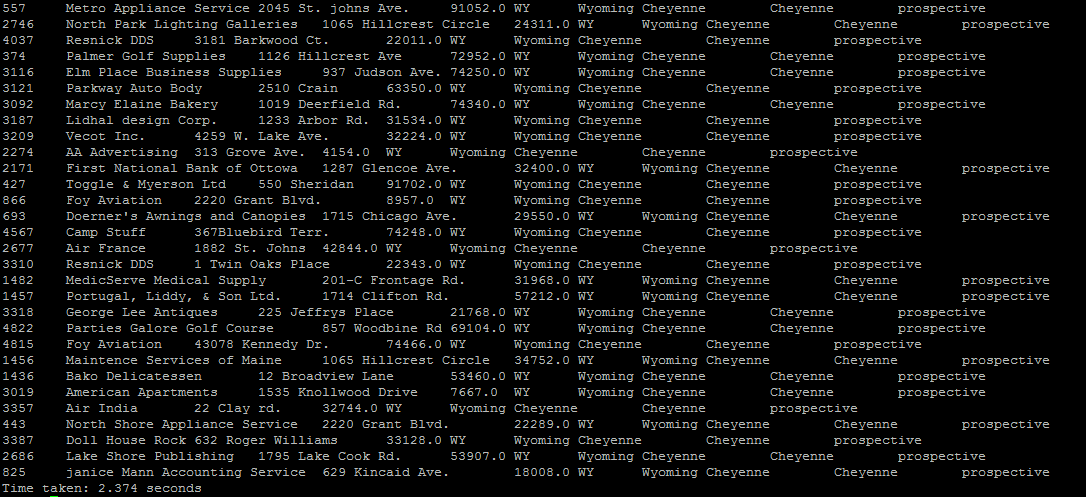 557 Metro Appliance Service 2045 St. johns Ave. 91052.0 WY Wyoming Cheyenne Cheyenne prospective
2746 North Park Lighting Galleries 1065 Hillcrest Circle 24311.0 WY Wyoming Cheyenne Cheyenne prospective
4037 Resnick DDS 3181 Barkwood Ct. 22011.0 WY Wyoming Cheyenne Cheyenne prospective
374 Palmer Golf Supplies 1126 Hillcrest Ave 72952.0 WY Wyoming Cheyenne Cheyenne prospective
3116 Elm Place Business Supplies 937 Judson Ave. 74250.0 WY Wyoming Cheyenne Cheyenne prospective
3121 Parkway Auto Body 2510 Crain 63350.0 WY Wyoming Cheyenne Cheyenne prospective
3092 Marcy Elaine Bakery 1019 Deerfield Rd. 74340.0 WY Wyoming Cheyenne Cheyenne prospective
3187 Lidhal design Corp. 1233 Arbor Rd. 31534.0 WY Wyoming Cheyenne Cheyenne prospective
3209 Vecot Inc. 4259 W. Lake Ave. 32224.0 WY Wyoming Cheyenne Cheyenne prospective
2274 AA Advertising 313 Grove Ave. 4154.0 WY Wyoming Cheyenne Cheyenne prospective
2171 First National Bank of Ottowa 1287 Glencoe Ave. 32400.0 WY Wyoming Cheyenne Cheyenne prospective
427 Toggle & Myerson Ltd 550 Sheridan 91702.0 WY Wyoming Cheyenne Cheyenne prospective
866 Foy Aviation 2220 Grant Blvd. 8957.0 WY Wyoming Cheyenne Cheyenne prospective
693 Doerner's Awnings and Canopies 1715 Chicago Ave. 29550.0 WY Wyoming Cheyenne Cheyenne prospective
4567 Camp Stuff 367Bluebird Terr. 74248.0 WY Wyoming Cheyenne Cheyenne prospective
2677 Air France 1882 St. Johns 42844.0 WY Wyoming Cheyenne Cheyenne prospective
3310 Resnick DDS 1 Twin Oaks Place 22343.0 WY Wyoming Cheyenne Cheyenne prospective
1482 MedicServe Medical Supply 201-C Frontage Rd. 31968.0 WY Wyoming Cheyenne Cheyenne prospective
1457 Portugal, Liddy, & Son Ltd. 1714 Clifton Rd. 57212.0 WY Wyoming Cheyenne Cheyenne prospective
3318 George Lee Antiques 225 Jeffrys Place 21768.0 WY Wyoming Cheyenne Cheyenne prospective
4822 Parties Galore Golf Course 857 Woodbine Rd 69104.0 WY Wyoming Cheyenne Cheyenne prospective
4815 Foy Aviation 43078 Kennedy Dr. 74466.0 WY Wyoming Cheyenne Cheyenne prospective
1456 Maintence Services of Maine 1065 Hillcrest Circle 34752.0 WY Wyoming Cheyenne Cheyenne prospective
1436 Bako Delicatessen 12 Broadview Lane 53460.0 WY Wyoming Cheyenne Cheyenne prospective
3019 American Apartments 1535 Knollwood Drive 7667.0 WY Wyoming Cheyenne Cheyenne prospective
3357 Air India 22 Clay rd. 32744.0 WY Wyoming Cheyenne Cheyenne prospective
443 North Shore Appliance Service 2220 Grant Blvd. 22289.0 WY Wyoming Cheyenne Cheyenne prospective
3387 Doll House Rock 632 Roger Williams 33128.0 WY Wyoming Cheyenne Cheyenne prospective
2686 Lake Shore Publishing 1795 Lake Cook Rd. 53907.0 WY Wyoming Cheyenne Cheyenne prospective
825 janice Mann Accounting Service 629 Kincaid Ave. 18008.0 WY Wyoming Cheyenne Cheyenne prospective
Time taken: 2.374 seconds